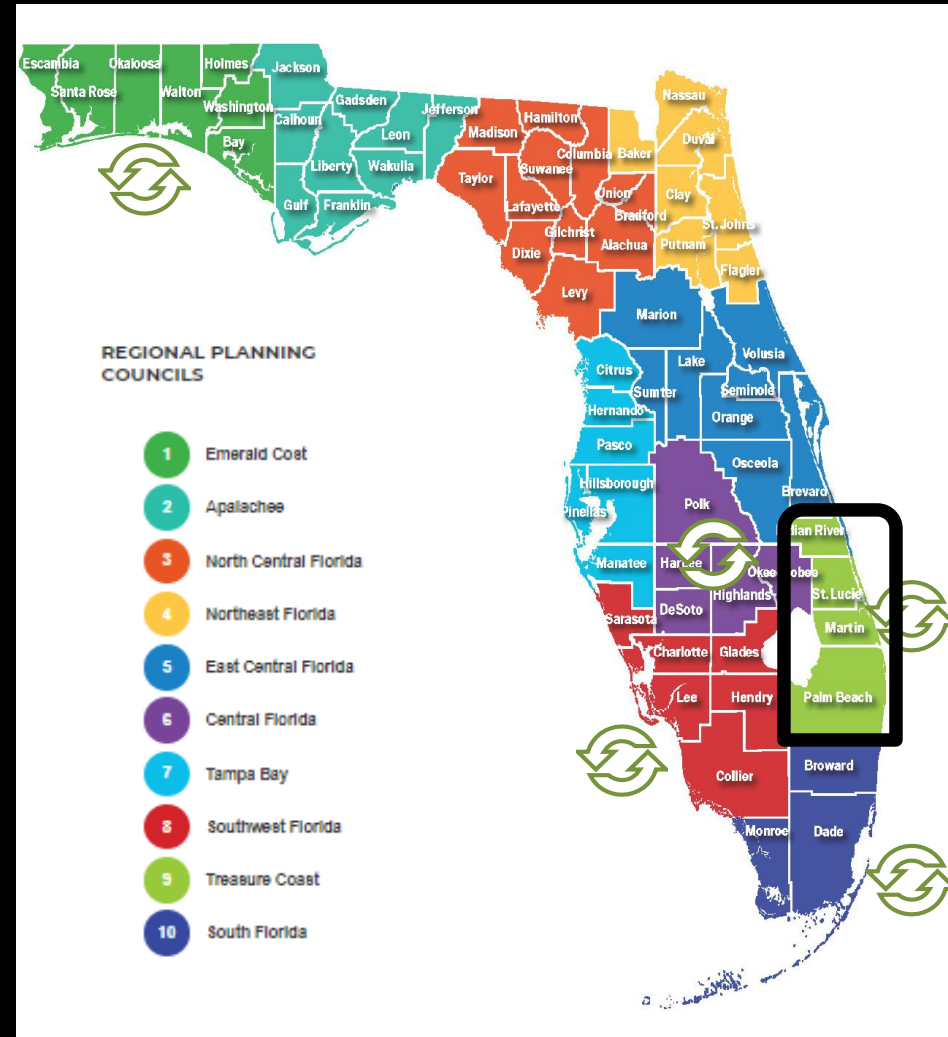 Escambia
Okaloosa
Holmes
Jackson
Santa Rosa
Walton
Washington
Bay
Calhoun
Gadsden
Jefferson
Leon
Liberty
Wakulla
Gulf
Franklin
Madison
Hamilton
Taylor
Suwanee
Columbia
Baker
Nassau
Duval
Lafayette
Union
Bradford
Clay
St. Johns
Gilchrist
Dixie
Alachua
Putnam
Flagler
Levy
Marion
Volusia
Citrus
Sumter
Lake
Seminole
Hernando
Orange
Pasco
Osceola
Hillsborough
Polk
Brevard
Pinellas
dian River
Manatee
Hardee
Okeechobee
Highlands
St. Lucie
Sarasota
DeSoto
Martin
Charlotte
Glades
Lee
Hendry
Palm Beach
Collier
Broward
Monroe
Dade
REGIONAL PLANNING
COUNCILS
1 Emerald Cost
2 Apalachee
3 North Central Florida
4 Northeast Florida
5 East Central Florida
6 Central Florida
7 Tampa Bay
8 Southwest Florida
9 Treasure Coast
10 South Florida